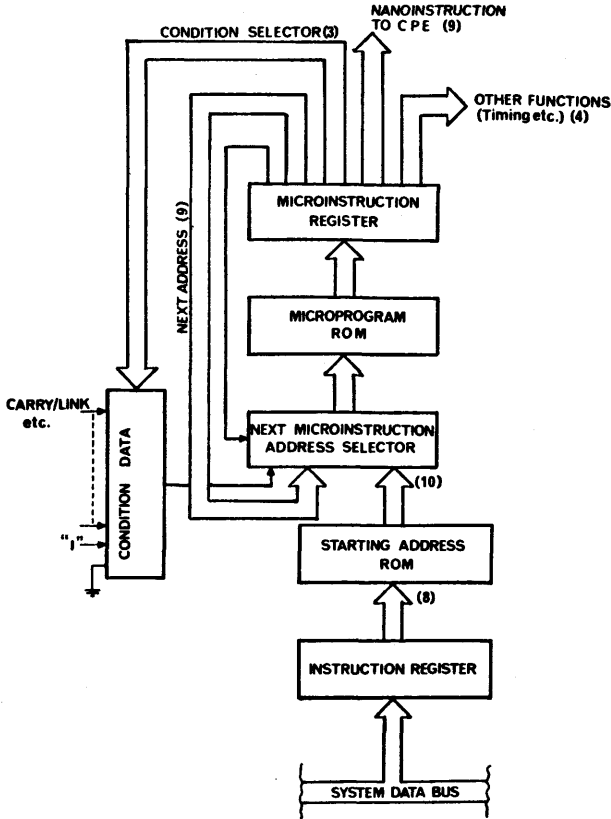 NANOINSTRUCTION
TO CPE (9)
CONDITION SELECTOR (3)
OTHER FUNCTIONS
(Timing etc.) (4)
MICROINSTRUCTION
REGISTER
NEXT ADDRESS (9)
MICROPROGRAM
ROM
CARRY/LINK
etc.
NEXT MICROINSTRUCTION
ADDRESS SELECTOR
CONDITION DATA
(10)
"I"
STARTING ADDRESS
ROM
(8)
INSTRUCTION REGISTER
SYSTEM DATA BUS